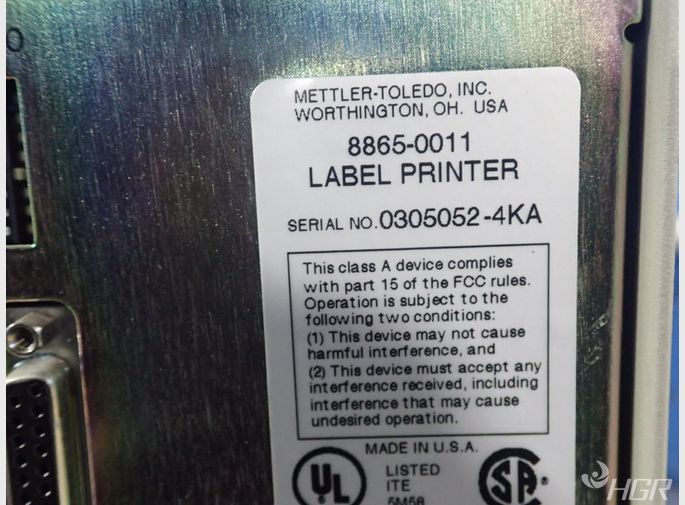 O
METTLER-TOLEDO, INC.
WORTHINGTON, OH. USA
8865-0011
LABEL PRINTER
SERIAL NO. 0305052-4KA
This class A device complies
with part 15 of the FCC rules.
Operation is subject to the
following two conditions:
(1) This device may not cause
harmful interference, and
(2) This device must accept any
interference received, including
interference that may cause
undesired operation.
MADE IN U.S.A.
UL
LISTED
ITE
5M58
SA
HGR